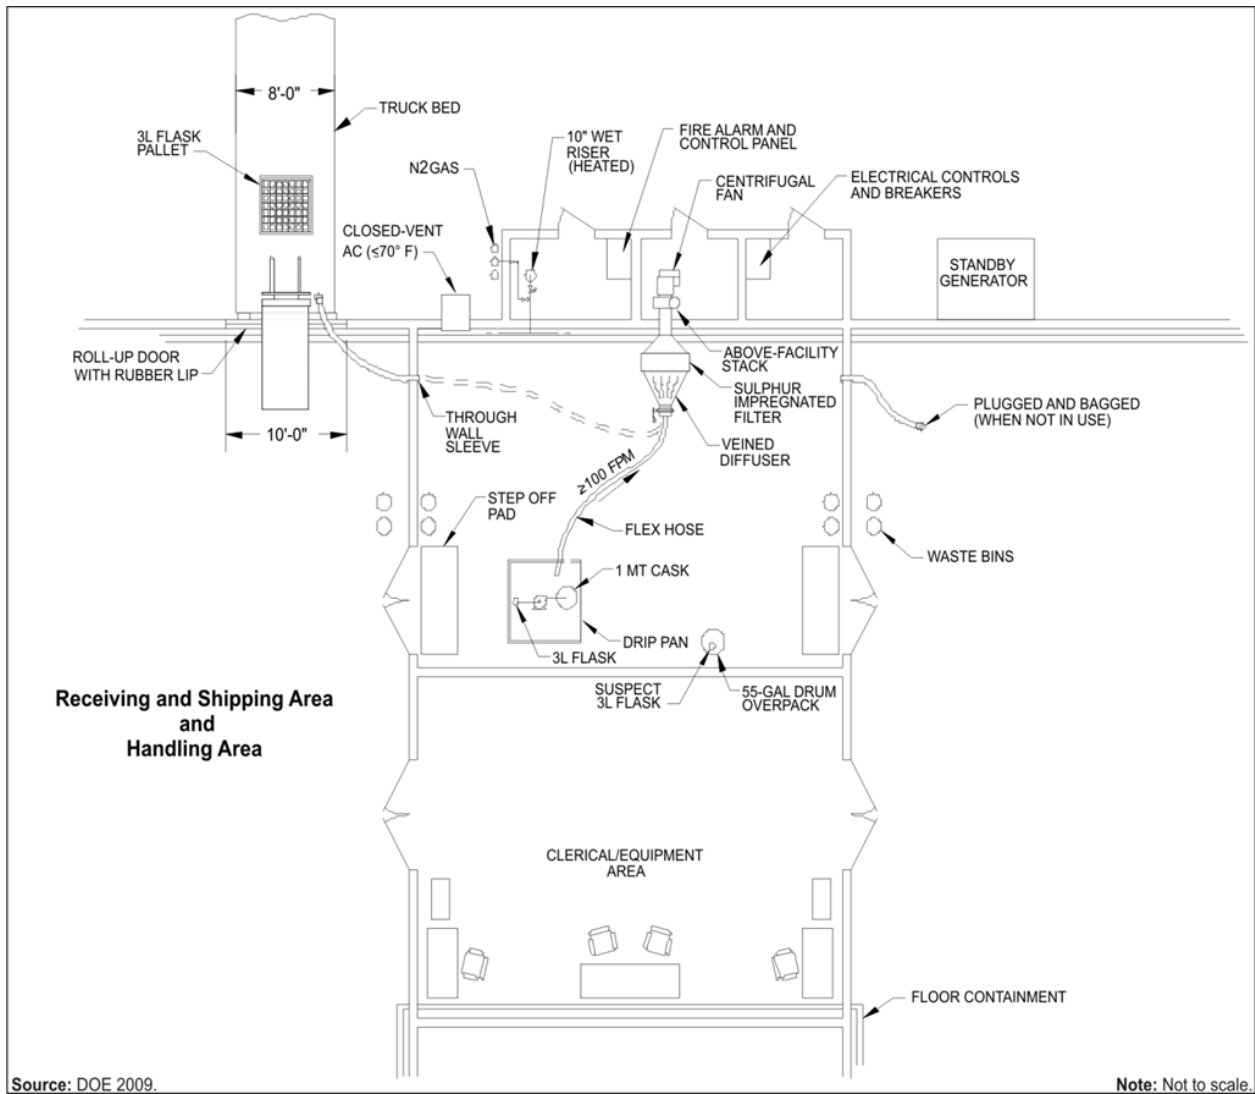 8'-0"
TRUCK BED
3L FLASK
PALLET
10" WET
RISER
(HEATED)
FIRE ALARM AND
CONTROL PANEL
N2GAS
CENTRIFUGAL
FAN
ELECTRICAL CONTROLS
AND BREAKERS
CLOSED-VENT
AC (≤70° F)
STANDBY
GENERATOR
ROLL-UP DOOR
WITH RUBBER LIP
ABOVE-FACILITY
STACK
SULPHUR
IMPREGNATED
FILTER
PLUGGED AND BAGGED
(WHEN NOT IN USE)
10'-0"
THROUGH
WALL
SLEEVE
VEINED
DIFFUSER
≥100 FPM
STEP OFF
PAD
FLEX HOSE
WASTE BINS
1 MT CASK
DRIP PAN
3L FLASK
SUSPECT
3L FLASK
55-GAL DRUM
OVERPACK
Receiving and Shipping Area
and
Handling Area
CLERICAL/EQUIPMENT
AREA
FLOOR CONTAINMENT
Source: DOE 2009.
Note: Not to scale.